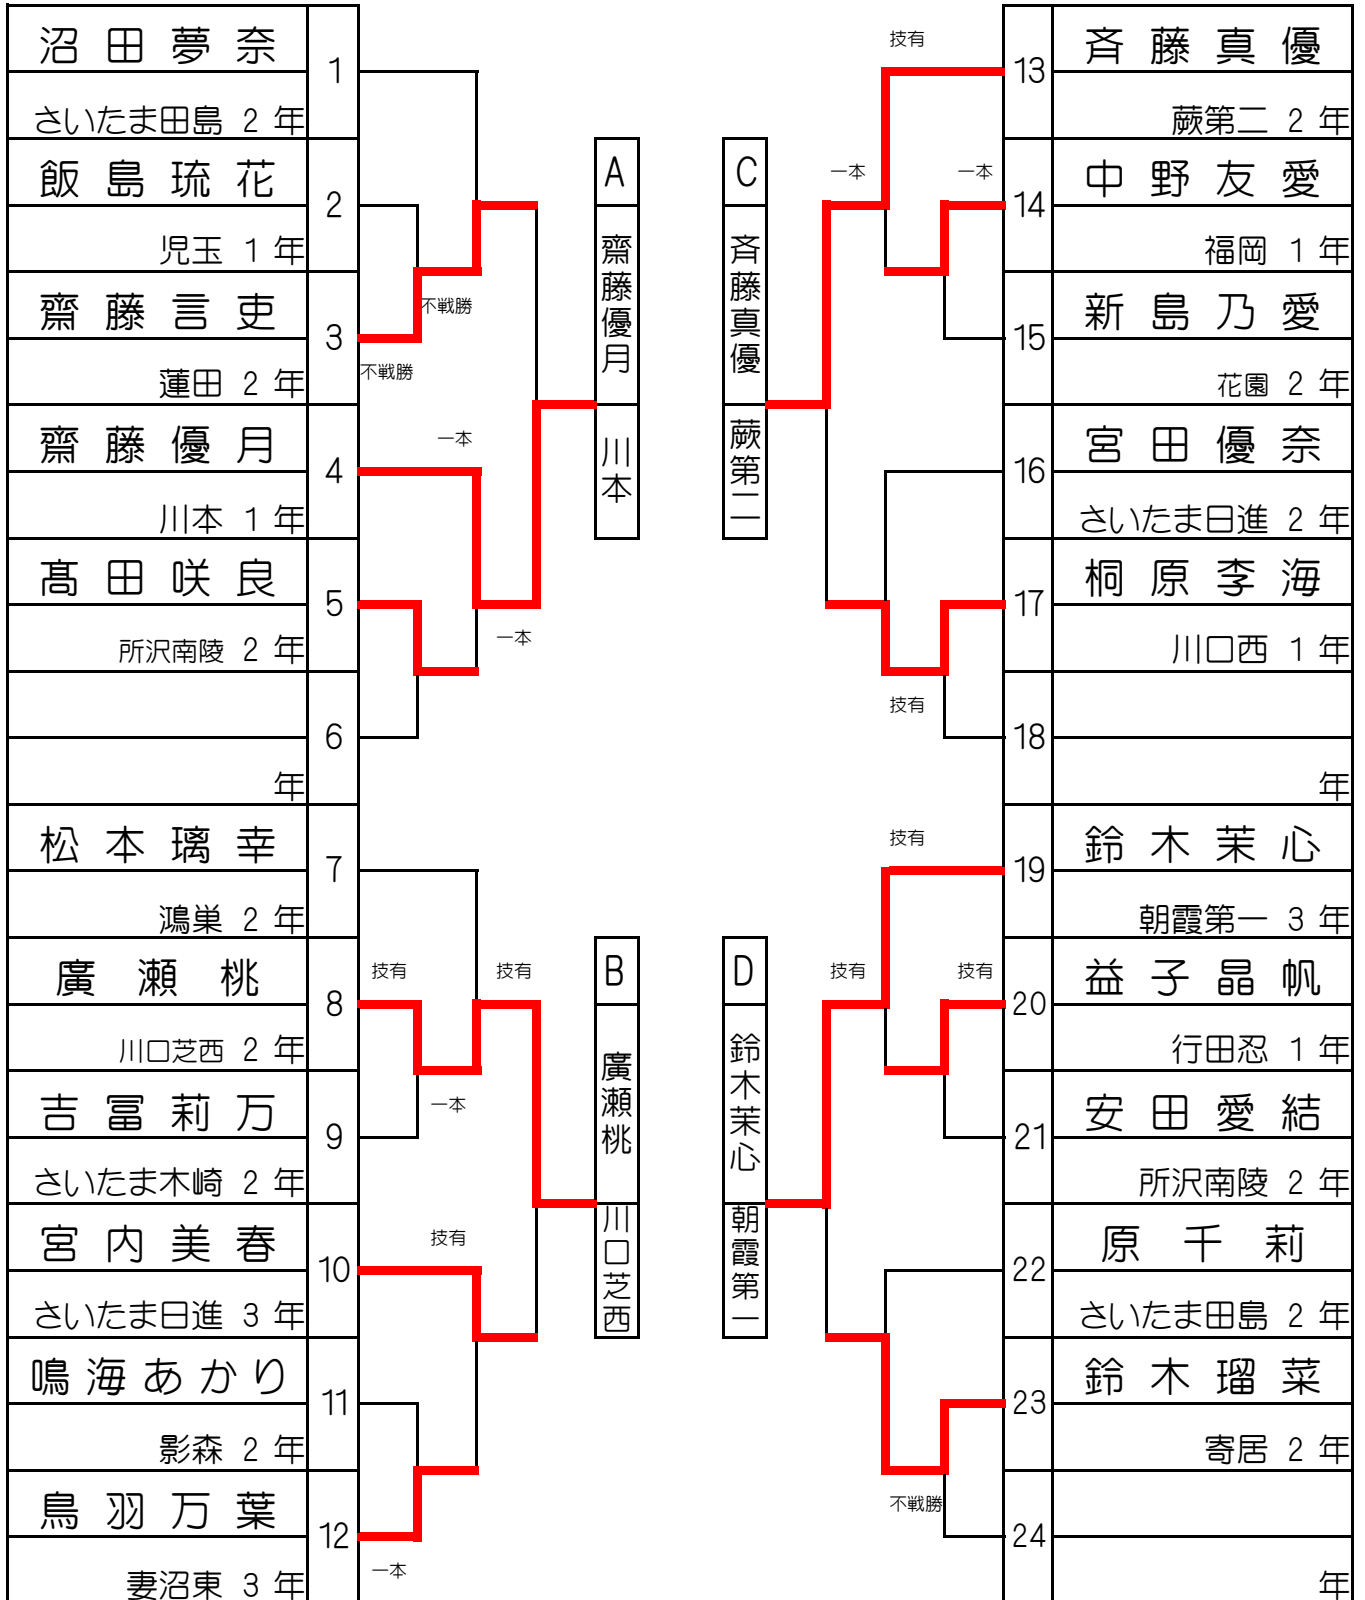 沼田夢奈
1
さいたま田島 2 年
飯島琉花
2
児玉 1 年
齋藤言吏
3
蓮田 2 年
齋藤優月
4
川本 1 年
髙田咲良
5
所沢南陵 2 年
6
年
松本璃幸
7
鴻巣 2 年
廣瀬桃
8
川口芝西 2 年
吉冨莉万
9
さいたま木崎 2 年
宮内美春
10
さいたま日進 3 年
鳴海あかり
11
影森 2 年
鳥羽万葉
12
妻沼東 3 年
不戦勝
不戦勝
一本
一本
技有
技有
一本
技有
一本
A
齋藤優月
川本
B
廣瀬桃
川口芝西
C
斉藤真優
蕨第二
D
鈴木茉心
朝霞第一
技有
一本
一本
技有
技有
技有
技有
不戦勝
13
斉藤真優
蕨第二 2 年
14
中野友愛
福岡 1 年
15
新島乃愛
花園 2 年
16
宮田優奈
さいたま日進 2 年
17
桐原李海
川口西 1 年
18
年
19
鈴木茉心
朝霞第一 3 年
20
益子晶帆
行田忍 1 年
21
安田愛結
所沢南陵 2 年
22
原千莉
さいたま田島 2 年
23
鈴木瑠菜
寄居 2 年
24
年